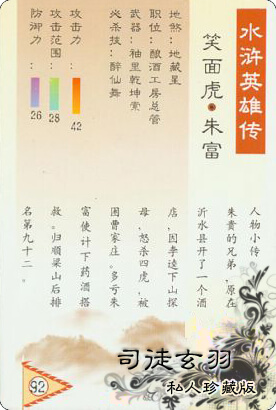 水浒英雄传
笑面虎·朱富
地煞：地藏星
职位：酿酒工房总管
武器：袖里乾坤索
必杀技：醉仙舞
攻击力：
42
攻击范围：
28
防御力：
26
人物小传：
朱贵的兄弟，原在
沂水县开了一个酒
店，因李逵下山探
母，怒杀四虎，被
困曹家庄。多亏朱
富使计下药酒搭
救。归顺梁山后排
名第九十二。
92
司徒玄羽
私人珍藏版